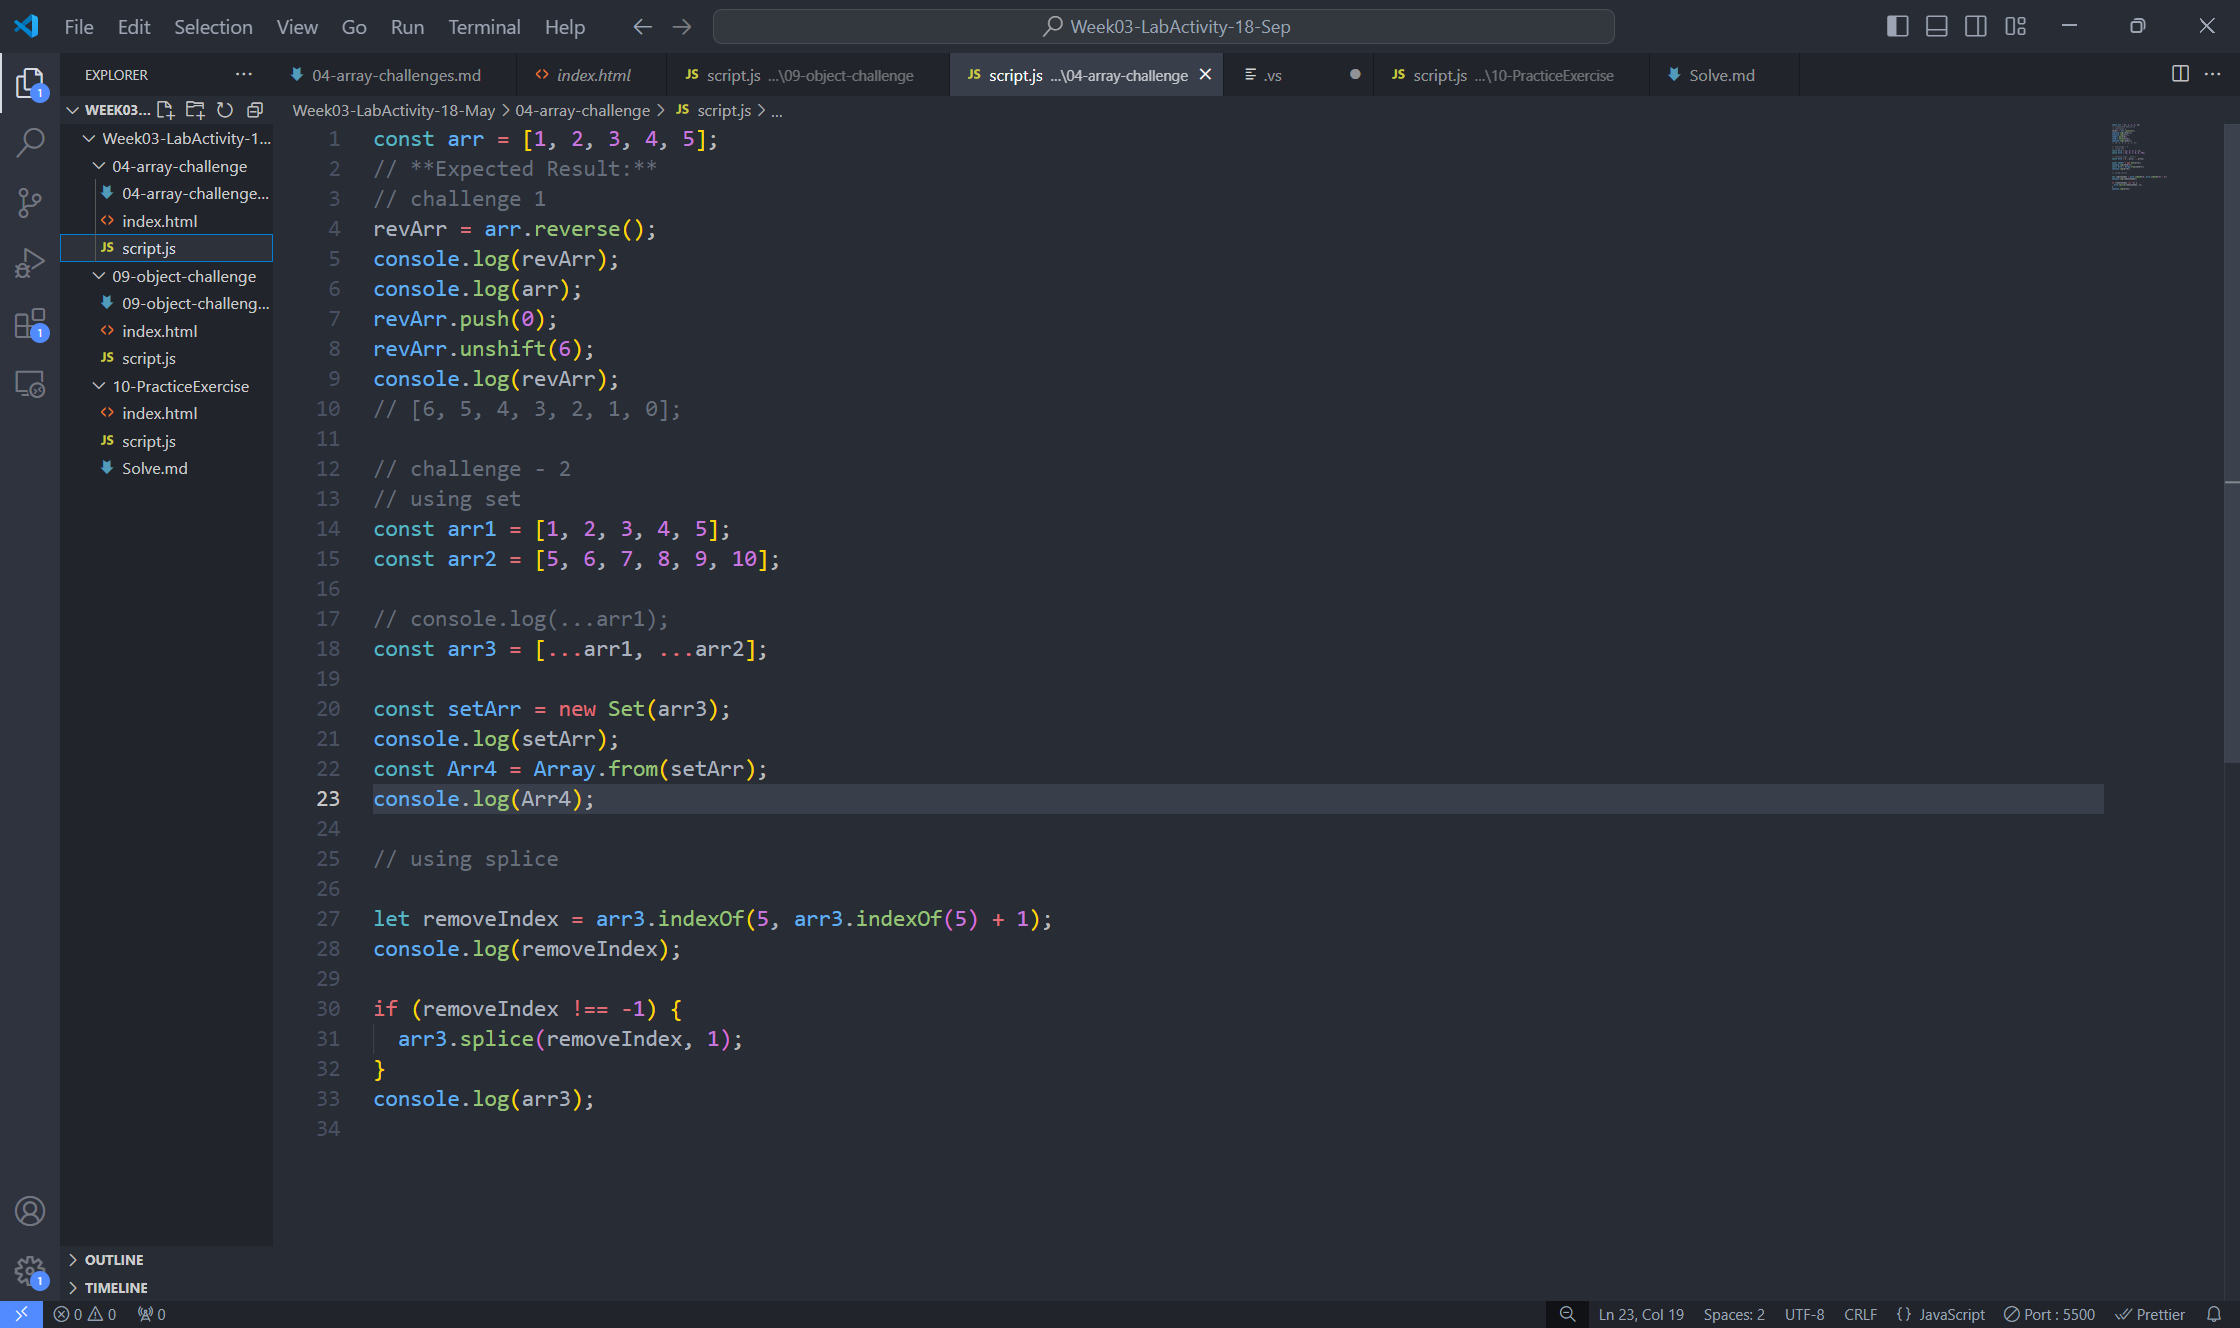 File Edit Selection View Go Run Terminal Help Week03-LabActivity-18-Sep
EXPLORER
04-array-challenges.md index.html JS script.js ...\09-object-challenge JS script.js ...\04-array-challenge .vs JS script.js ...\10-PracticeExercise Solve.md
WEEK03...
Week03-LabActivity-18-May > 04-array-challenge > JS script.js > ...
Week03-LabActivity-1...
04-array-challenge
04-array-challenge...
index.html
JS script.js
09-object-challenge
09-object-challeng...
index.html
JS script.js
10-PracticeExercise
index.html
JS script.js
Solve.md
1 const arr = [1, 2, 3, 4, 5];
2 // **Expected Result:**
3 // challenge 1
4 revArr = arr.reverse();
5 console.log(revArr);
6 console.log(arr);
7 revArr.push(0);
8 revArr.unshift(6);
9 console.log(revArr);
10 // [6, 5, 4, 3, 2, 1, 0];
11
12 // challenge - 2
13 // using set
14 const arr1 = [1, 2, 3, 4, 5];
15 const arr2 = [5, 6, 7, 8, 9, 10];
16
17 // console.log(...arr1);
18 const arr3 = [...arr1, ...arr2];
19
20 const setArr = new Set(arr3);
21 console.log(setArr);
22 const Arr4 = Array.from(setArr);
23 console.log(Arr4);
24
25 // using splice
26
27 let removeIndex = arr3.indexOf(5, arr3.indexOf(5) + 1);
28 console.log(removeIndex);
29
30 if (removeIndex !== -1) {
31   arr3.splice(removeIndex, 1);
32 }
33 console.log(arr3);
34
1
1
1
OUTLINE
TIMELINE
0 0 0 Ln 23, Col 19 Spaces: 2 UTF-8 CRLF {} JavaScript Port : 5500 Prettier